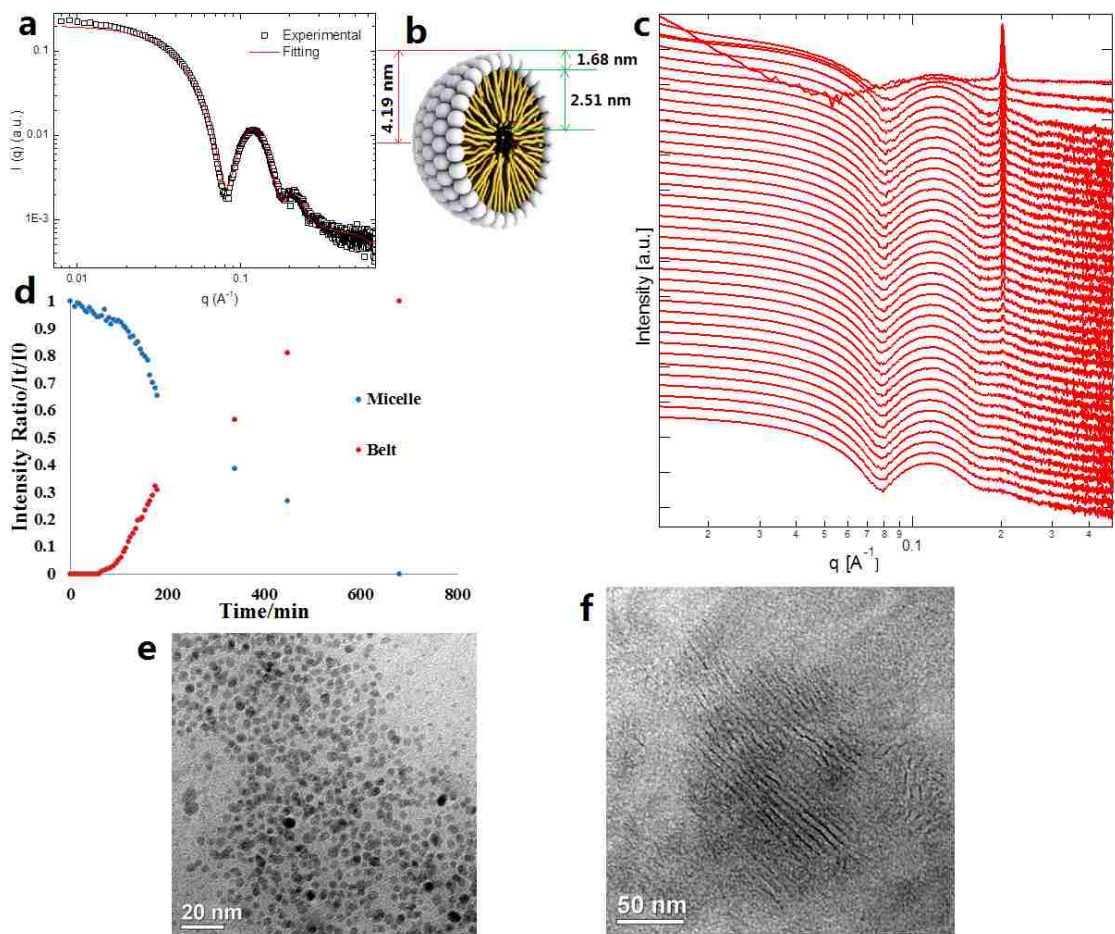 a
0.1
0.01
1E-3
I (q) (a.u.)
Experimental
Fitting
0.01
0.1
q (A⁻¹)
b
4.19 nm
1.68 nm
2.51 nm
c
Intensity [a.u.]
2
3
4
5
6
7
8
9
0.1
2
3
4
q [A⁻¹]
d
Intensity Ratio/It/I0
1
0.9
0.8
0.7
0.6
0.5
0.4
0.3
0.2
0.1
0
0
200
400
600
800
Time/min
Micelle
Belt
e
20 nm
f
50 nm